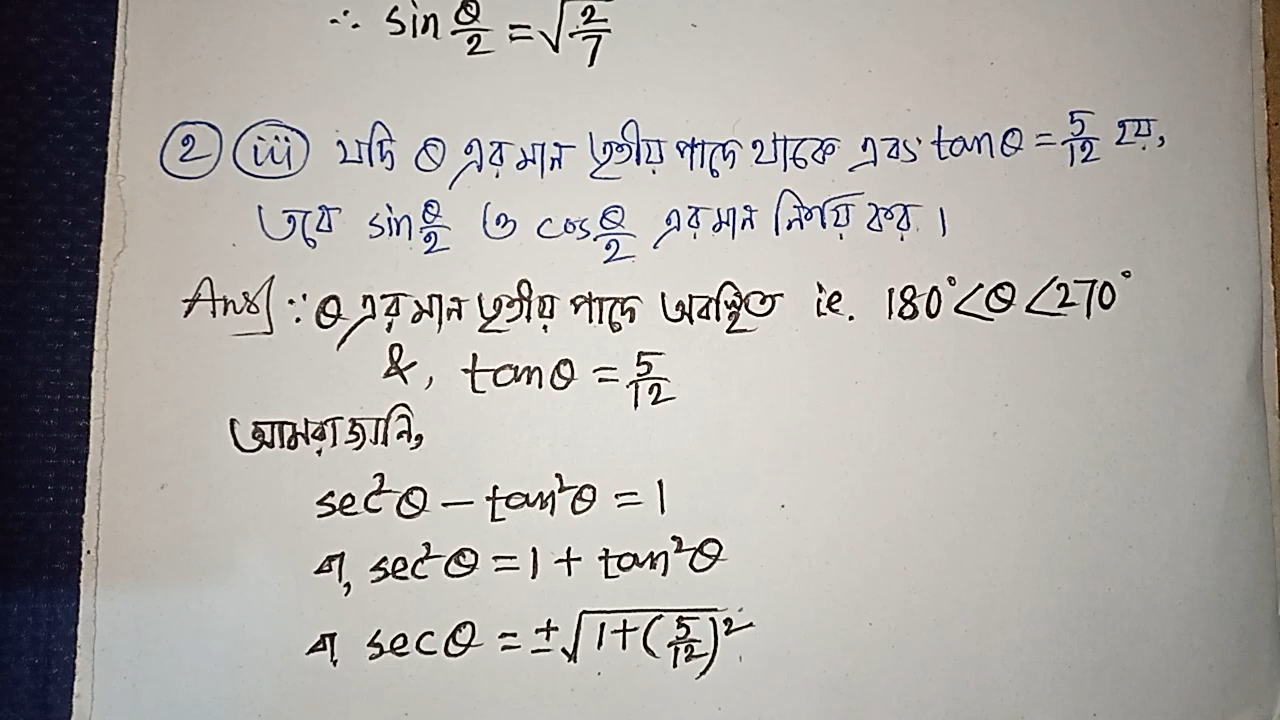 ∴ sin θ/2 = √2/7
② (iii) যদি θ এর মান তৃতীয় পাদে থাকে এবং tanθ = 5/12 হয়,
তবে sin θ/2 ও cos θ/2 এর মান নির্ণয় কর।
Ans] ∵ θ এর মান তৃতীয় পাদে অবস্থিত ie. 180° < θ < 270°
&, tanθ = 5/12
আমরা জানি,
sec²θ – tan²θ = 1
বা, sec²θ = 1 + tan²θ
বা, secθ = ±√1+(5/12)²